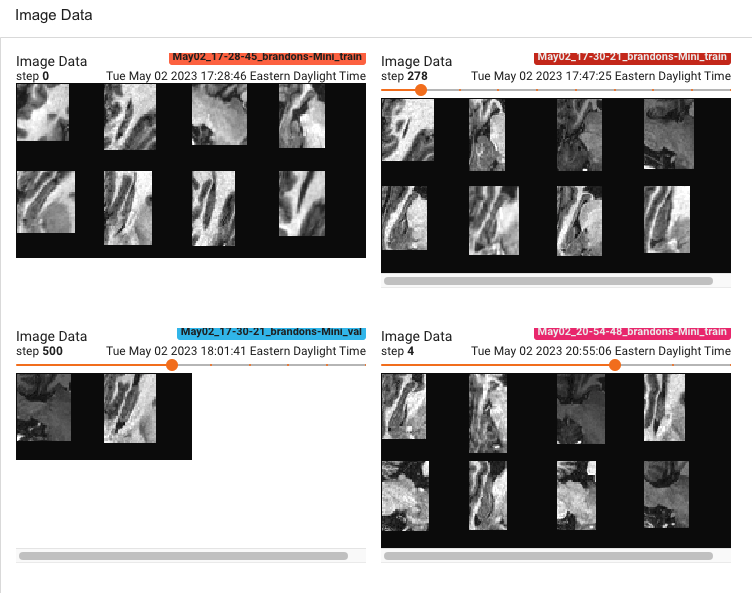 Image Data
Image Data
May02_17-28-45_brandons-Mini_train
step 0
Tue May 02 2023 17:28:46 Eastern Daylight Time
Image Data
May02_17-30-21_brandons-Mini_train
step 278
Tue May 02 2023 17:47:25 Eastern Daylight Time
Image Data
May02_17-30-21_brandons-Mini_val
step 500
Tue May 02 2023 18:01:41 Eastern Daylight Time
Image Data
May02_20-54-48_brandons-Mini_train
step 4
Tue May 02 2023 20:55:06 Eastern Daylight Time